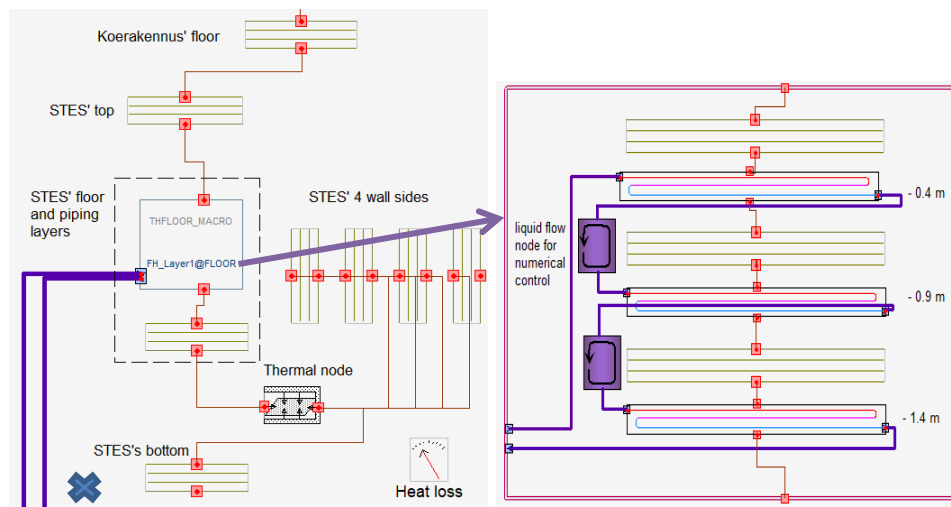 Koerakennus' floor
STES' top
STES' floor
and piping
layers
THFLOOR_MACRO
FH_Layer1@FLOOR
STES' 4 wall sides
Thermal node
STES's bottom
Heat loss
- 0.4 m
liquid flow
node for
numerical
control
- 0.9 m
- 1.4 m